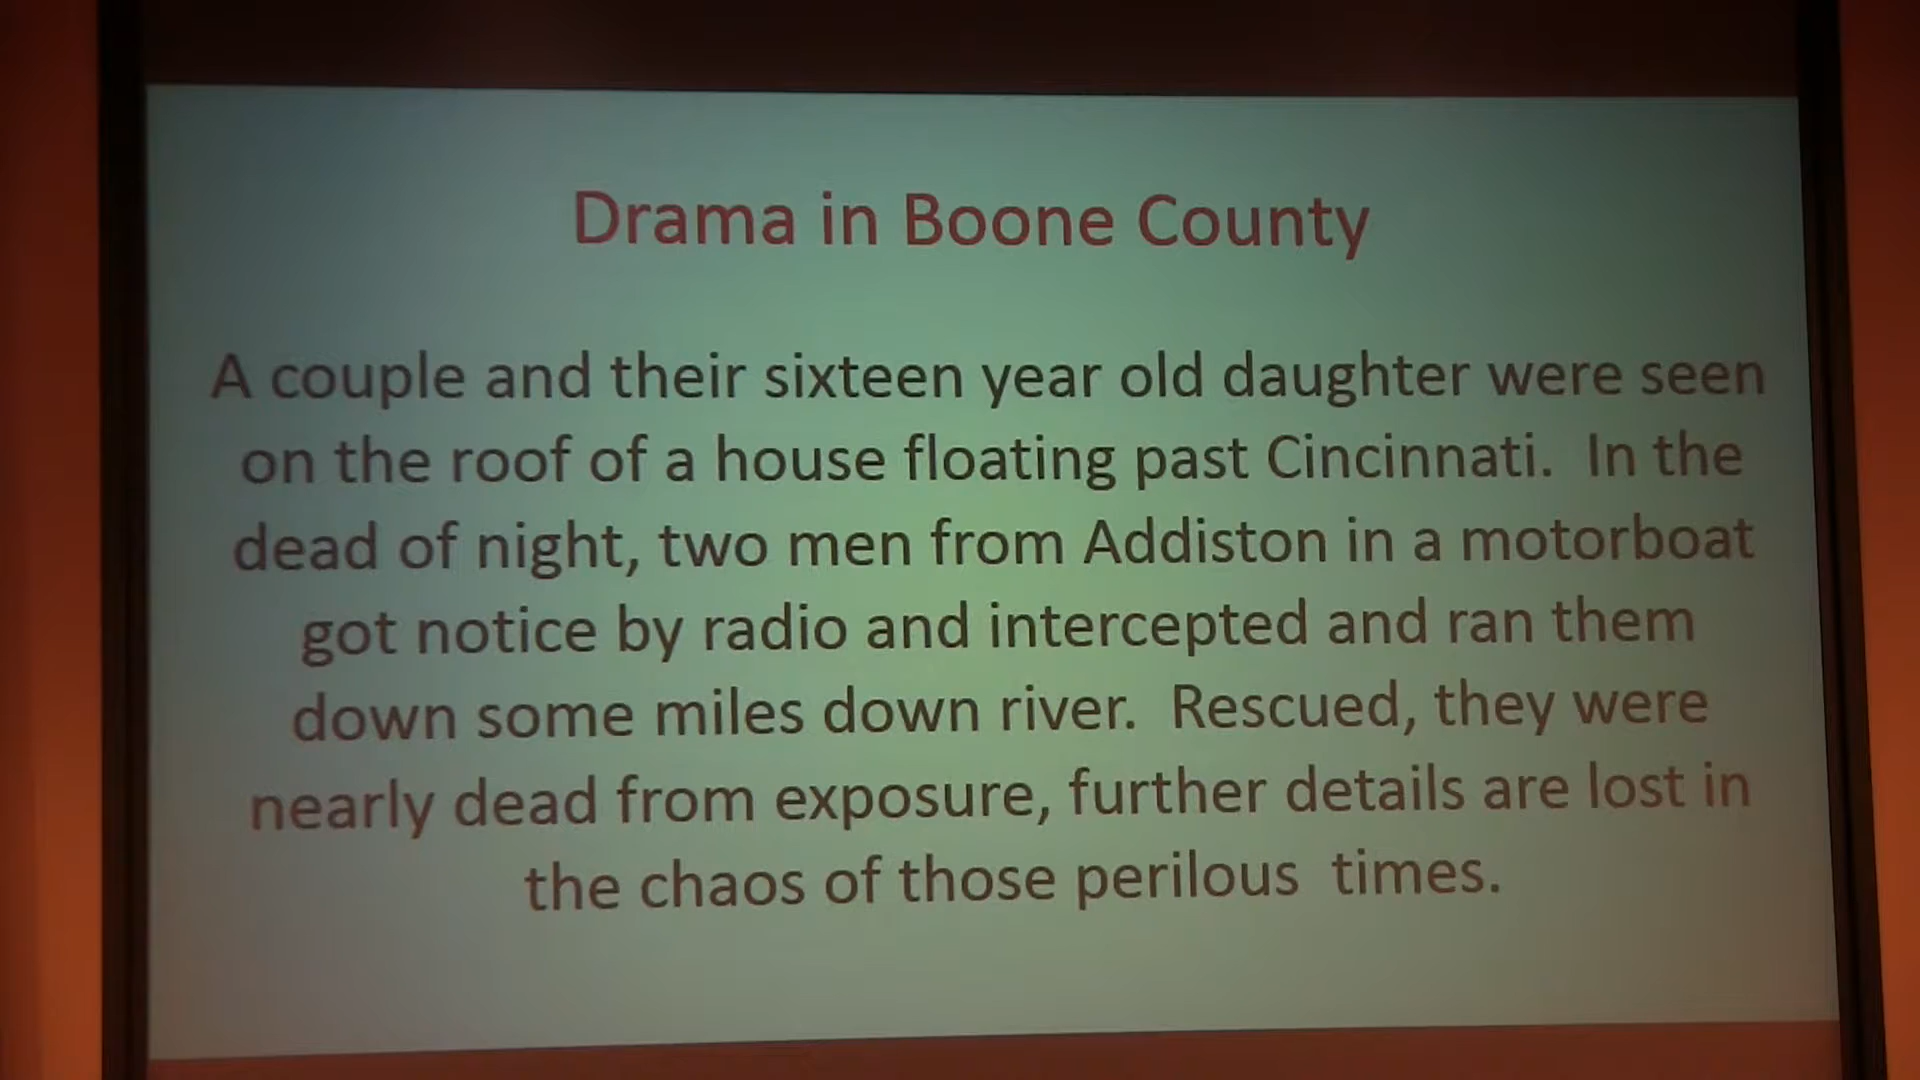 Drama in Boone County
A couple and their sixteen year old daughter were seen
on the roof of a house floating past Cincinnati.  In the
dead of night, two men from Addiston in a motorboat
got notice by radio and intercepted and ran them
down some miles down river.  Rescued, they were
nearly dead from exposure, further details are lost in
the chaos of those perilous  times.